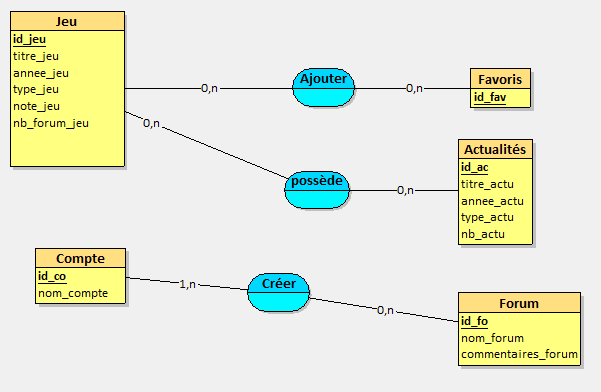 Jeu
id_jeu
titre_jeu
annee_jeu
type_jeu
note_jeu
nb_forum_jeu
0,n
Ajouter
0,n
Favoris
id_fav
0,n
possède
0,n
Actualités
id_ac
titre_actu
annee_actu
type_actu
nb_actu
Compte
id_co
nom_compte
1,n
Créer
0,n
Forum
id_fo
nom_forum
commentaires_forum